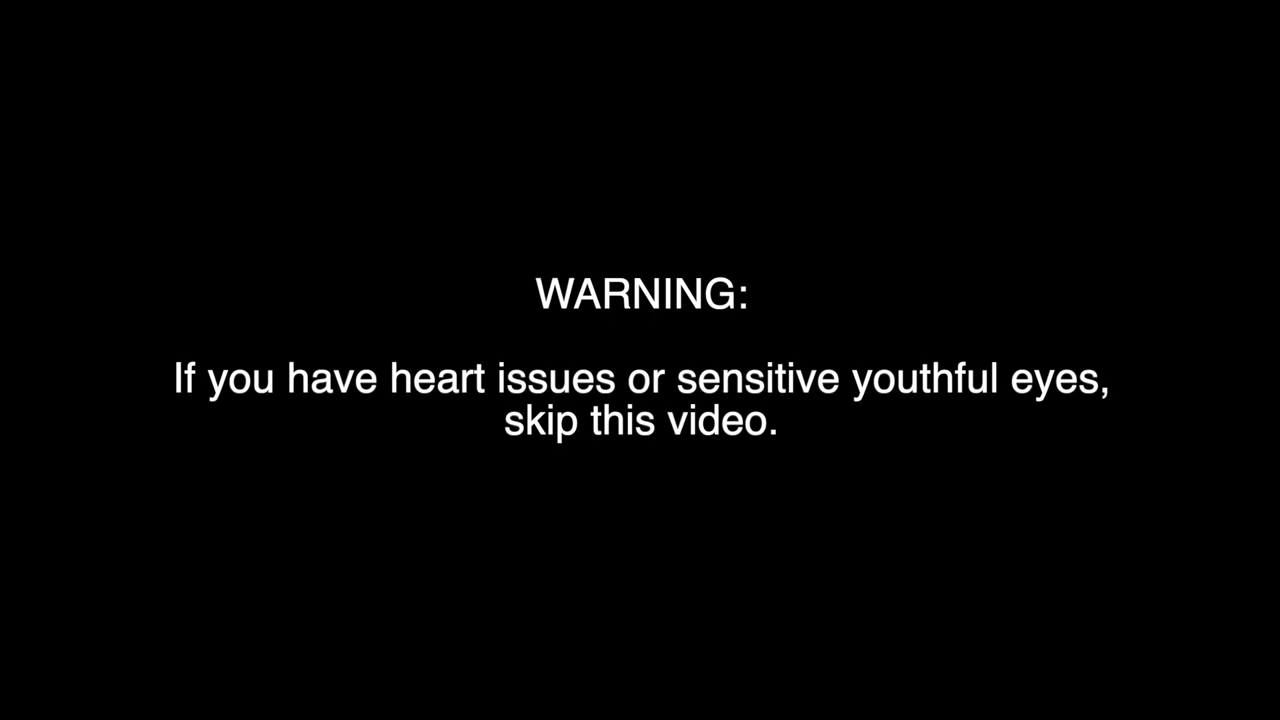 WARNING:
If you have heart issues or sensitive youthful eyes,
skip this video.